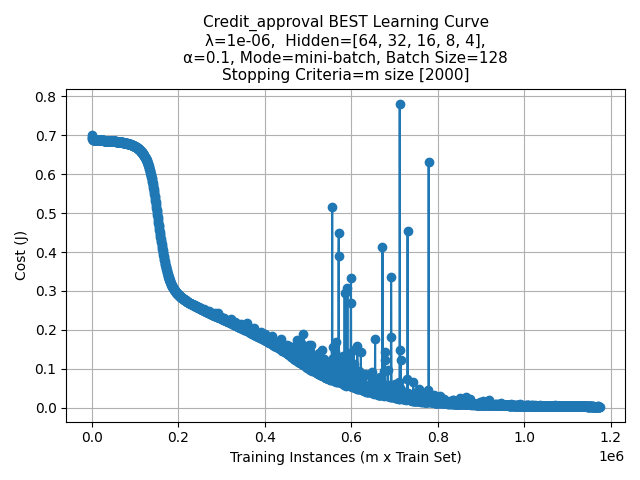 Credit_approval BEST Learning Curve
λ=1e-06,  Hidden=[64, 32, 16, 8, 4],
α=0.1, Mode=mini-batch, Batch Size=128
Stopping Criteria=m size [2000]
0.8
0.7
0.6
0.5
0.4
0.3
0.2
0.1
0.0
Cost (J)
0.0 0.2 0.4 0.6 0.8 1.0 1.2
1e6
Training Instances (m x Train Set)